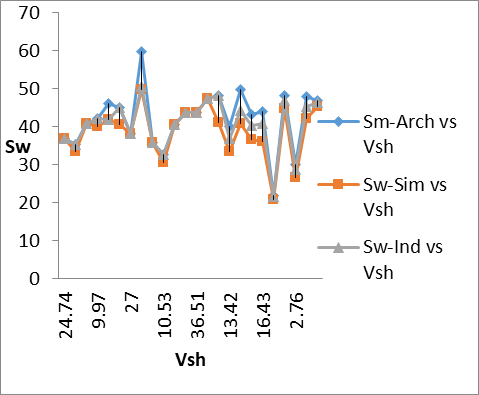 70
60
50
40
30
20
10
0
Sw
24.74
9.97
27
10.53
36.51
13.42
16.43
2.76
Vsh
Sm-Arch vs
Vsh
Sw-Sim vs
Vsh
Sw-Ind vs
Vsh